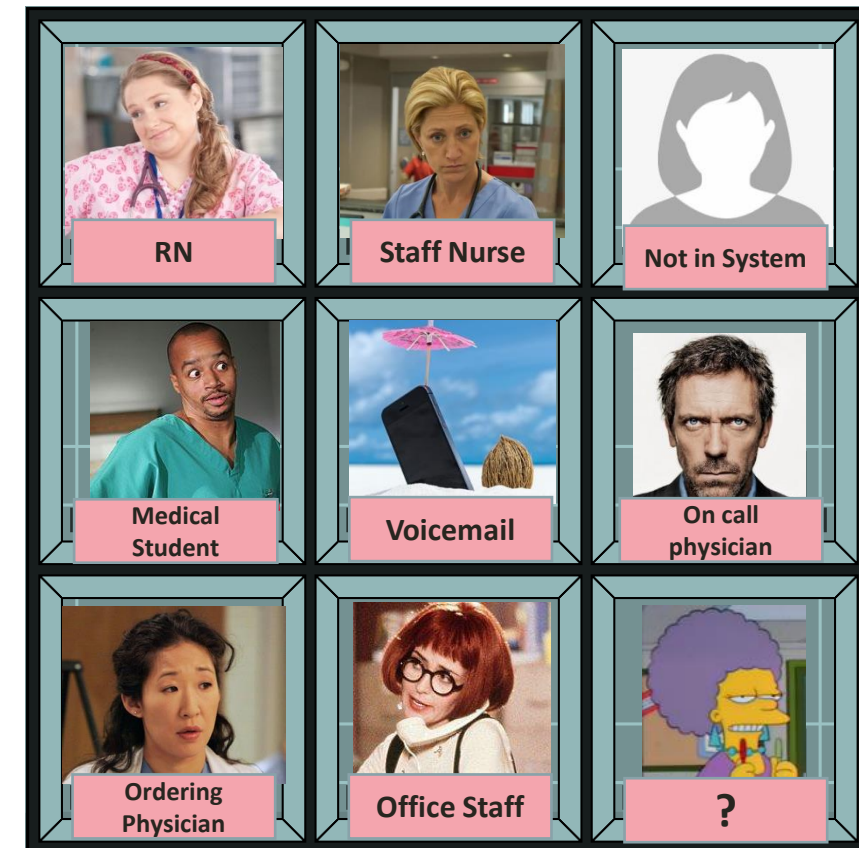 RN
Staff Nurse
Not in System
Medical
Student
Voicemail
On call
physician
Ordering
Physician
Office Staff
?